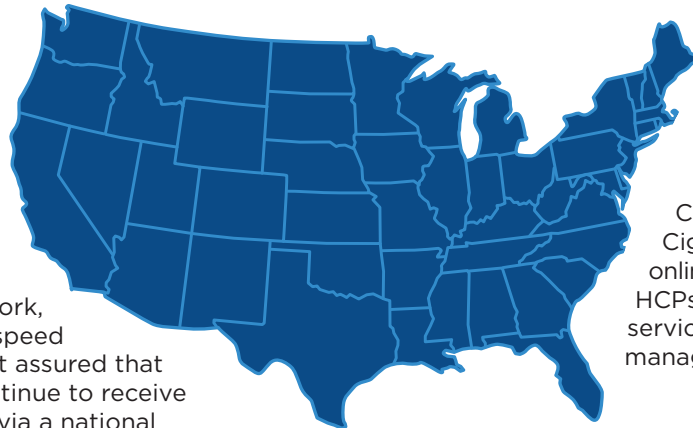 ork,
speed
t assured that
tinue to receive
via a national
C
Cig
onlin
HCPs
servic
manag